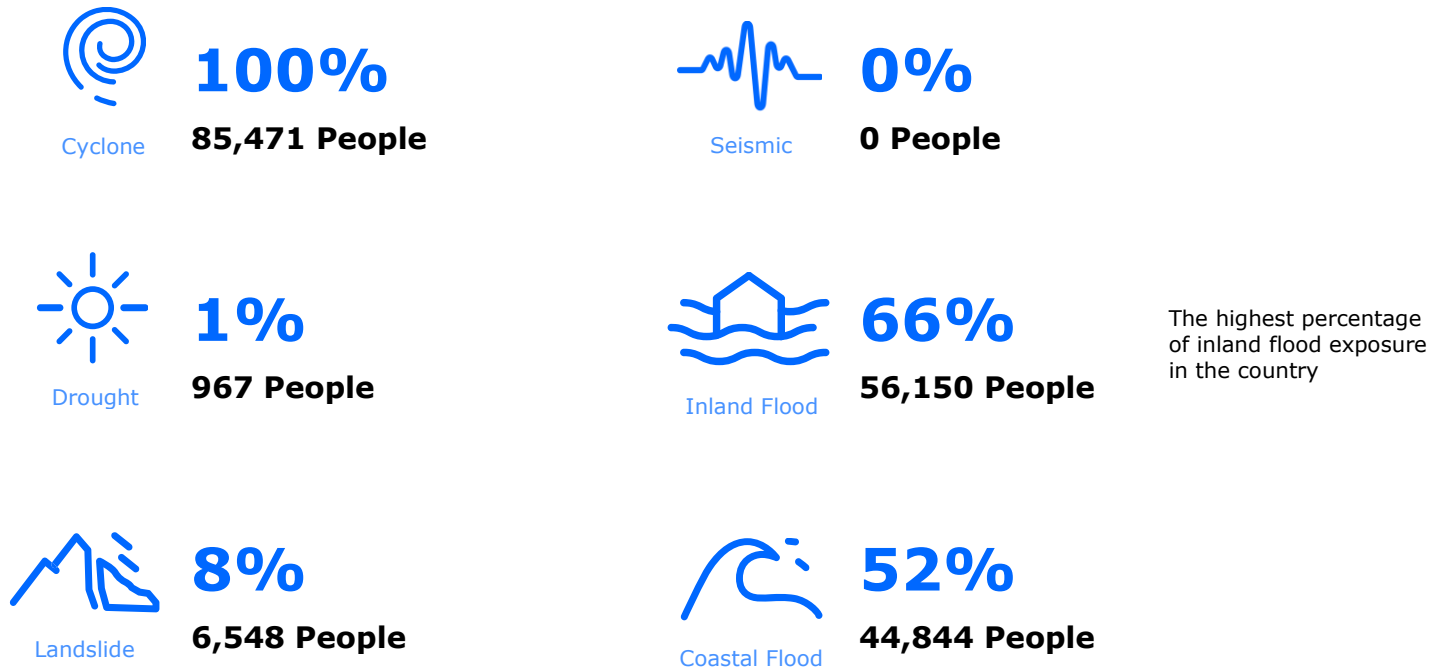 100%
85,471 People
Cyclone
0%
0 People
Seismic
1%
967 People
Drought
66%
56,150 People
Inland Flood
The highest percentage
of inland flood exposure
in the country
8%
6,548 People
Landslide
52%
44,844 People
Coastal Flood